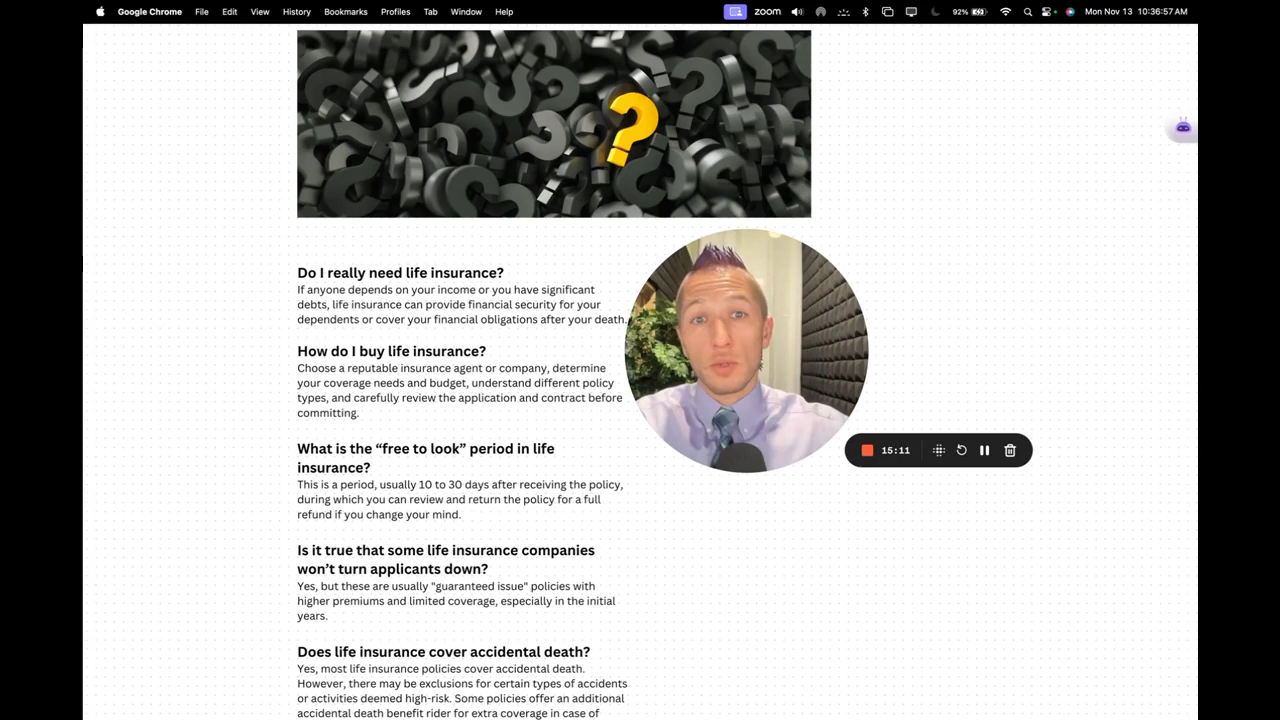 Google Chrome File Edit View History Bookmarks Profiles Tab Window Help zoom 92% Mon Nov 13 10:36:57 AM
Do I really need life insurance?
If anyone depends on your income or you have significant
debts, life insurance can provide financial security for your
dependents or cover your financial obligations after your death.
How do I buy life insurance?
Choose a reputable insurance agent or company, determine
your coverage needs and budget, understand different policy
types, and carefully review the application and contract before
committing.
15:11
What is the “free to look” period in life
insurance?
This is a period, usually 10 to 30 days after receiving the policy,
during which you can review and return the policy for a full
refund if you change your mind.
Is it true that some life insurance companies
won’t turn applicants down?
Yes, but these are usually "guaranteed issue" policies with
higher premiums and limited coverage, especially in the initial
years.
Does life insurance cover accidental death?
Yes, most life insurance policies cover accidental death.
However, there may be exclusions for certain types of accidents
or activities deemed high-risk. Some policies offer an additional
accidental death benefit rider for extra coverage in case of